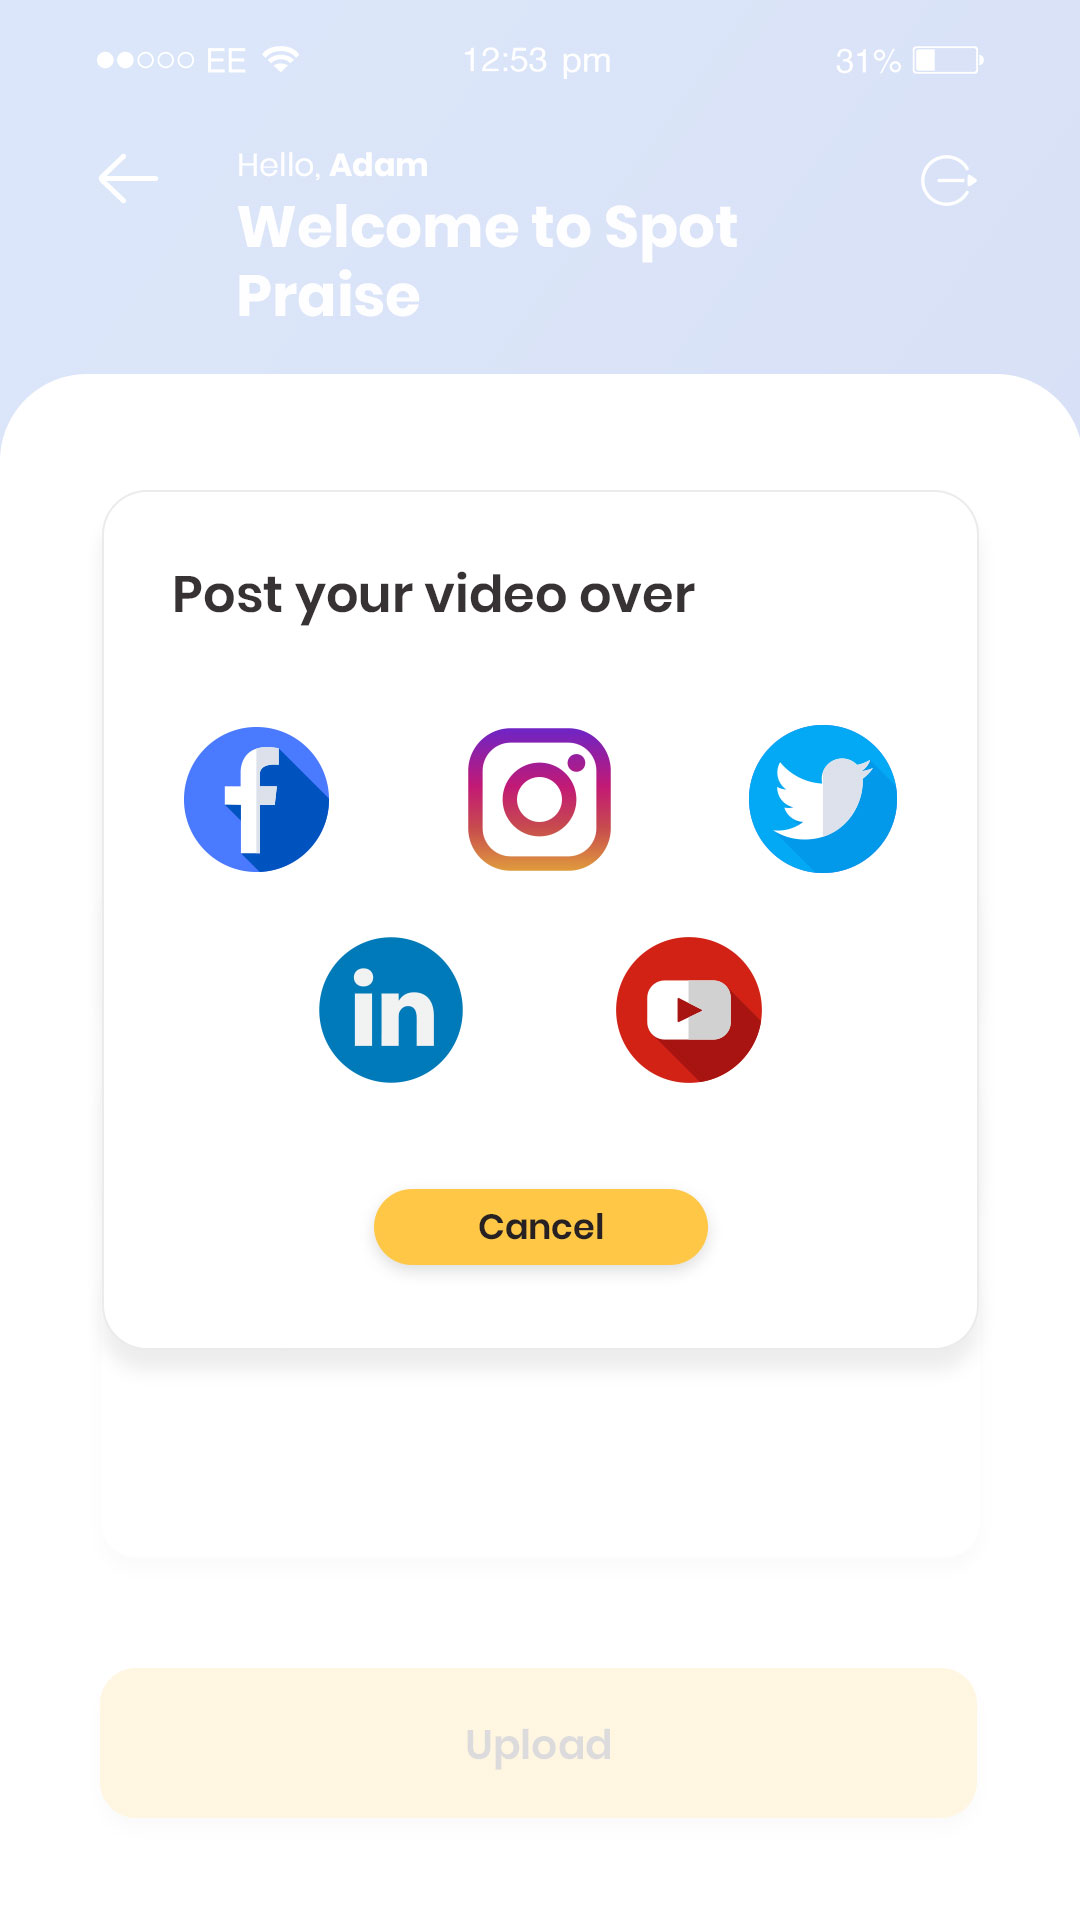 EE 12:53 pm 31%
Hello, Adam
Welcome to Spot
Praise
Post your video over
f
in
Cancel
Upload